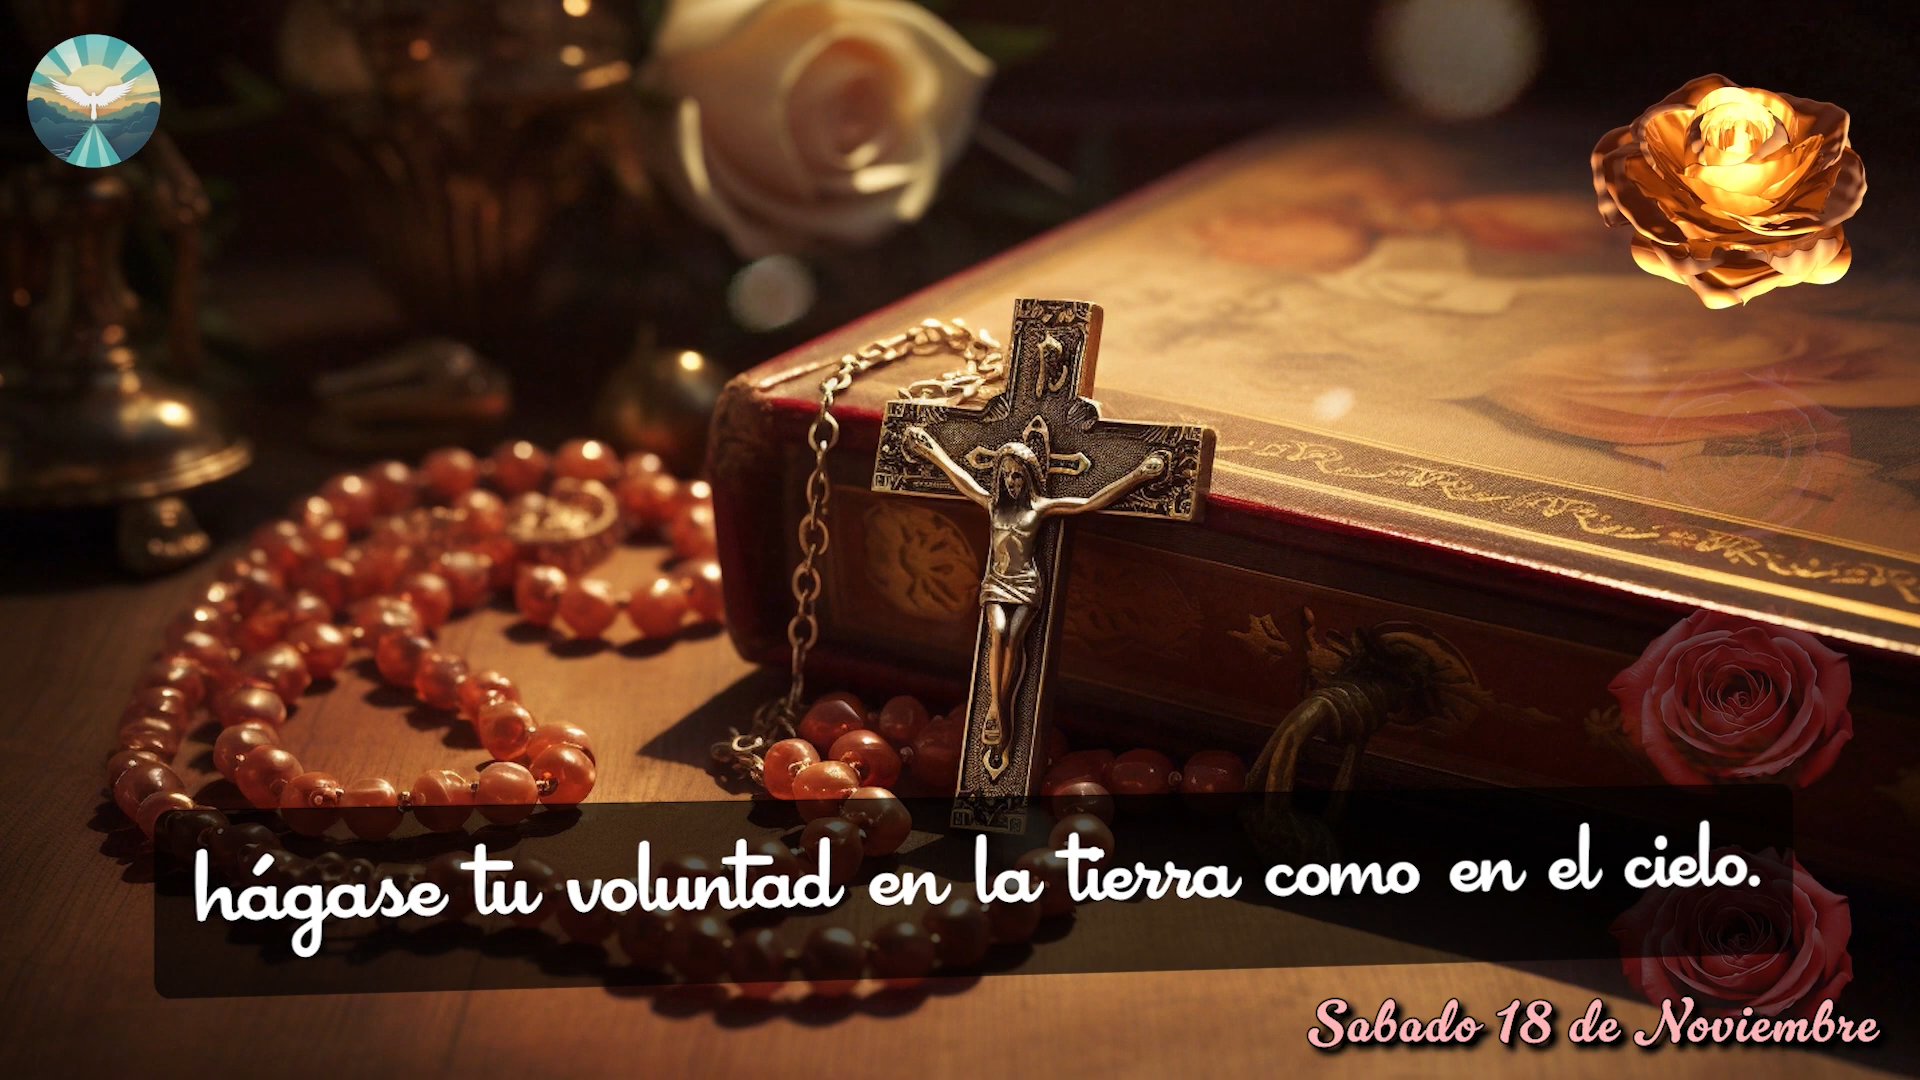 hágase tu voluntad en la tierra como en el cielo.
Sabado 18 de Noviembre